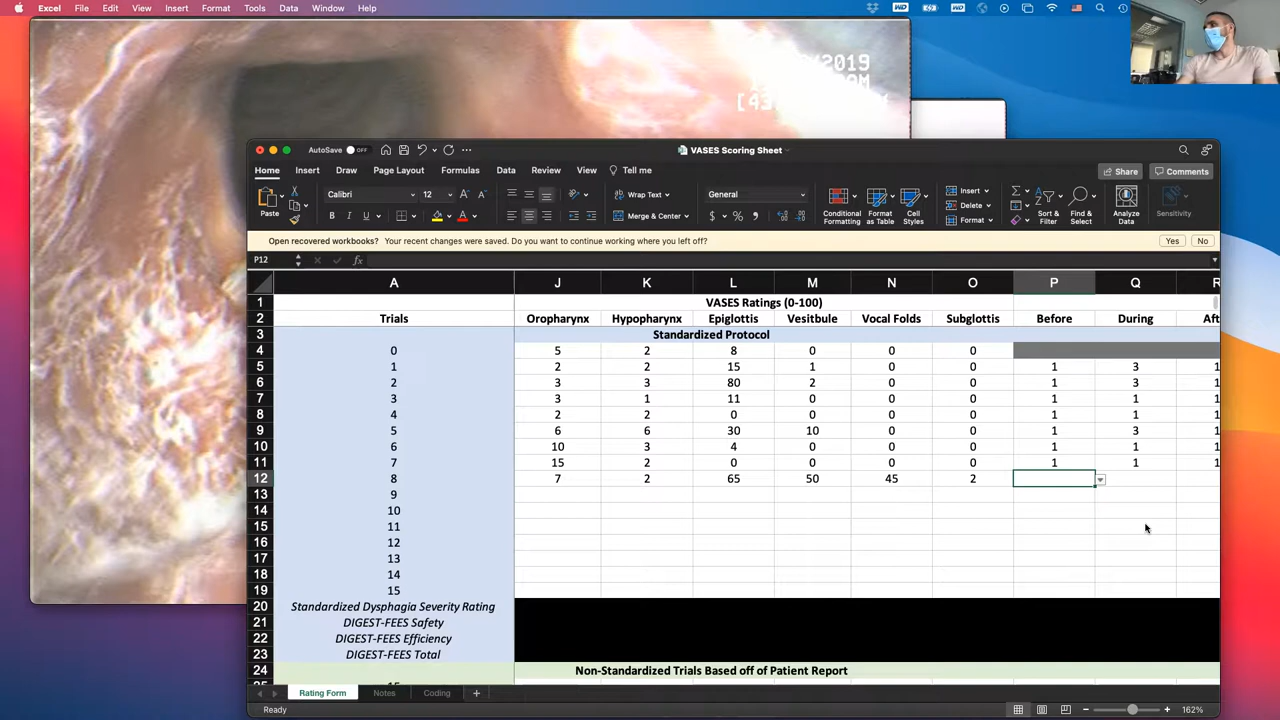 Excel File Edit View Insert Format Tools Data Window Help
/2019
[43
AutoSave OFF VASES Scoring Sheet
Home Insert Draw Page Layout Formulas Data Review View Tell me Share Comments
Paste Calibri 12 Wrap Text General Conditional Formatting Format as Table Cell Styles Insert Delete Format Sort & Filter Find & Select Analyze Data Sensitivity
B I U Merge & Center $ % ,
Open recovered workbooks? Your recent changes were saved. Do you want to continue working where you left off? Yes No
P12 fx
A J K L M N O P Q R
1 VASES Ratings (0-100)
2 Trials Oropharynx Hypopharynx Epiglottis Vesitbule Vocal Folds Subglottis Before During Aft
3 Standardized Protocol
4 0 5 2 8 0 0 0
5 1 2 2 15 1 0 0 1 3 1
6 2 3 3 80 2 0 0 1 3 1
7 3 3 1 11 0 0 0 1 1 1
8 4 2 2 0 0 0 0 1 1 1
9 5 6 6 30 10 0 0 1 3 1
10 6 10 3 4 0 0 0 1 1 1
11 7 15 2 0 0 0 0 1 1 1
12 8 7 2 65 50 45 2
13 9
14 10
15 11
16 12
17 13
18 14
19 15
20 Standardized Dysphagia Severity Rating
21 DIGEST-FEES Safety
22 DIGEST-FEES Efficiency
23 DIGEST-FEES Total
24 Non-Standardized Trials Based off of Patient Report
Rating Form Notes Coding +
Ready 162%